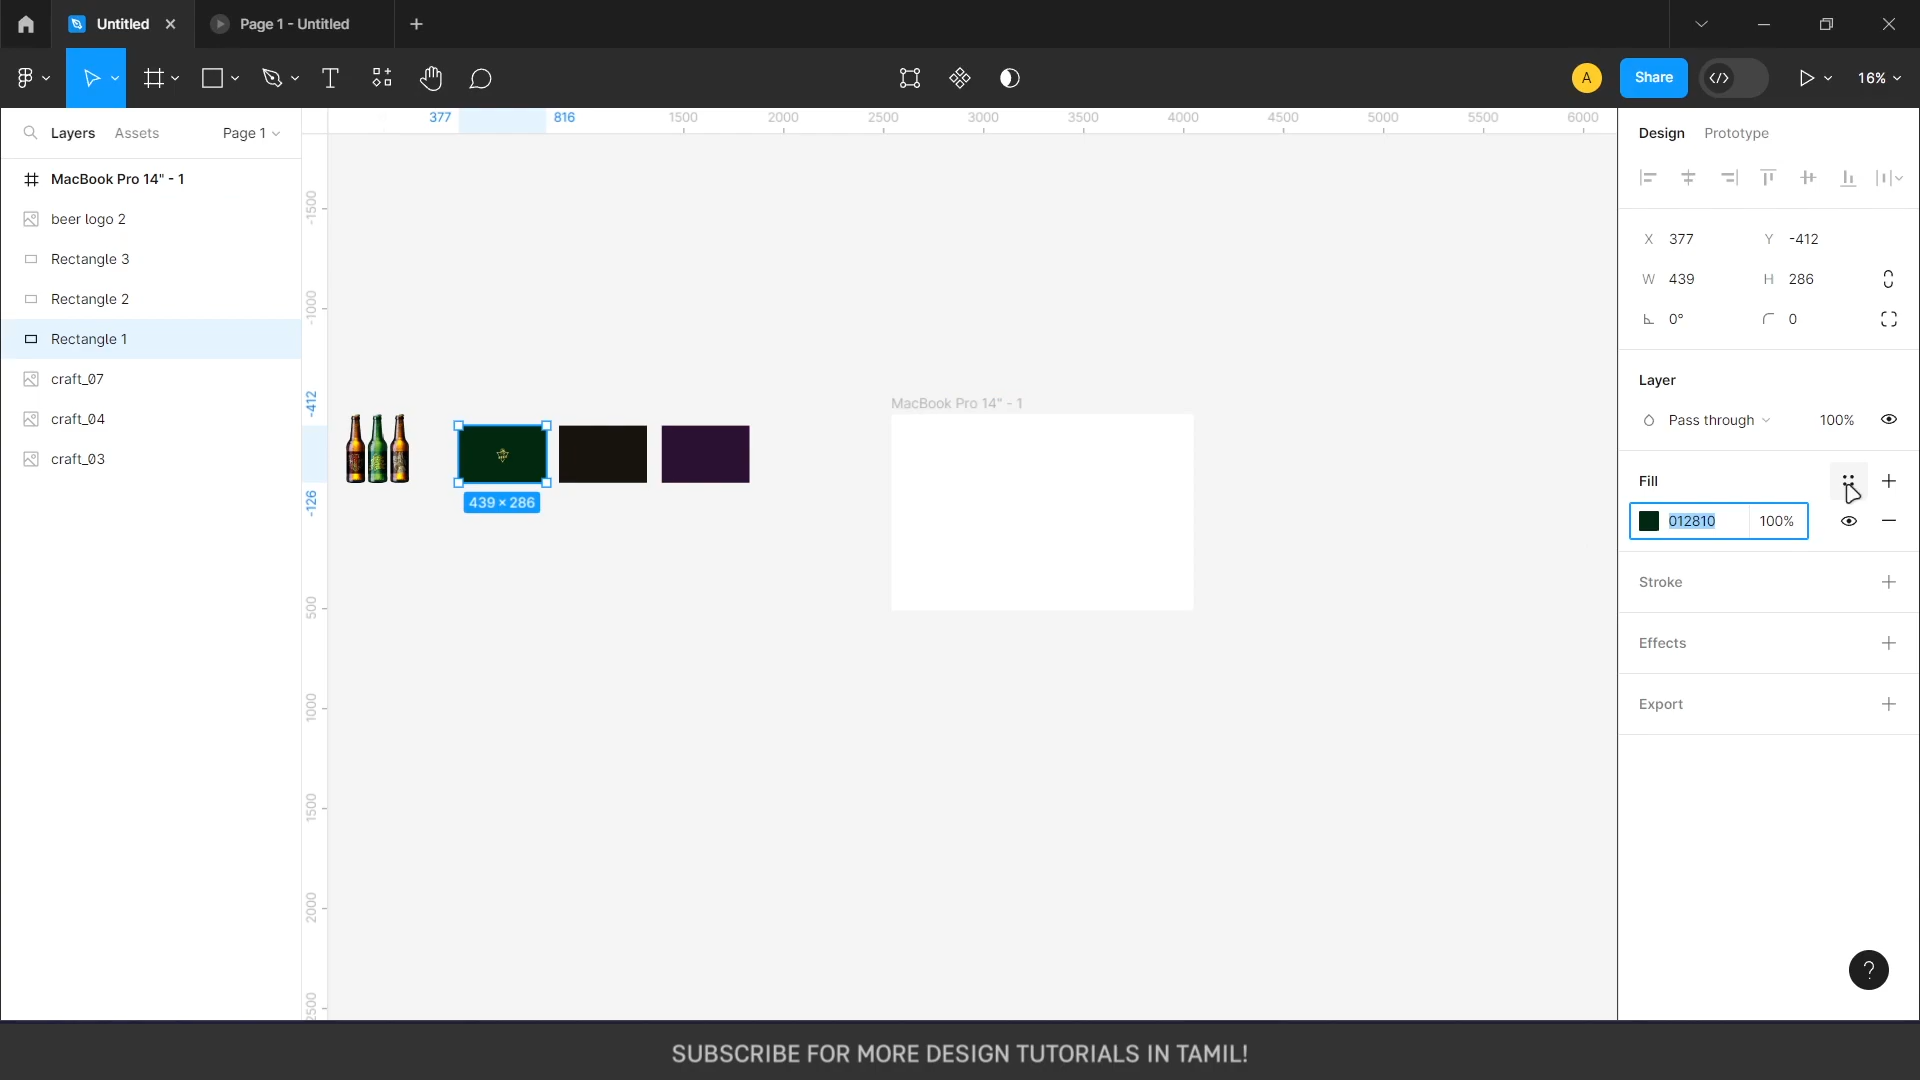 Untitled
Page 1 - Untitled
A
Share
16%
Layers
Assets
Page 1
377
816
1500
2000
2500
3000
3500
4000
4500
5000
5500
6000
Design
Prototype
MacBook Pro 14" - 1
beer logo 2
Rectangle 3
Rectangle 2
Rectangle 1
craft_07
craft_04
craft_03
-1500
-1000
-412
-126
500
1000
1500
2000
2500
MacBook Pro 14" - 1
439 × 286
X 377
Y -412
W 439
H 286
0°
0
Layer
Pass through
100%
Fill
012810
100%
Stroke
Effects
Export
?
SUBSCRIBE FOR MORE DESIGN TUTORIALS IN TAMIL!